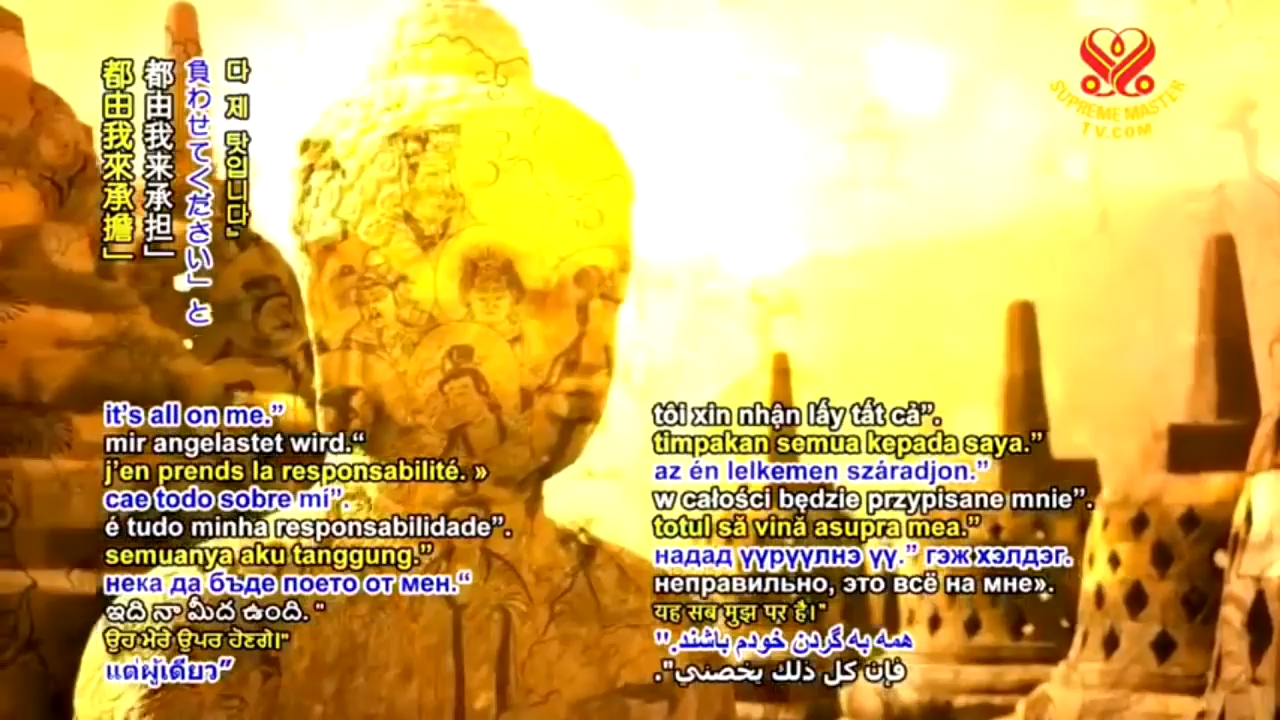 다 제 탓입니다』
負わせてください」と
都由我来承担」
都由我來承擔」
SUPREME MASTER
TV.COM
it's all on me.”
mir angelastet wird.“
j'en prends la responsabilité. »
cae todo sobre mí”.
é tudo minha responsabilidade”.
semuanya aku tanggung.”
нека да бъде поето от мен.“
ఇది నా మీద ఉంది. "
ਉਹ ਮੇਰੇ ਉਪਰ ਹੋਣਗੇ।"
แต่ผู้เดียว”
tôi xin nhận lấy tất cả”.
timpakan semua kepada saya.”
az én lelkemen száradjon.”
w całości będzie przypisane mnie”.
totul să vină asupra mea.”
надад үүрүүлнэ үү.” гэж хэлдэг.
неправильно, это всё на мне».
यह सब मुझ पर है।"
همه به گردن خودم باشند."
فإن كل ذلك يخصني".